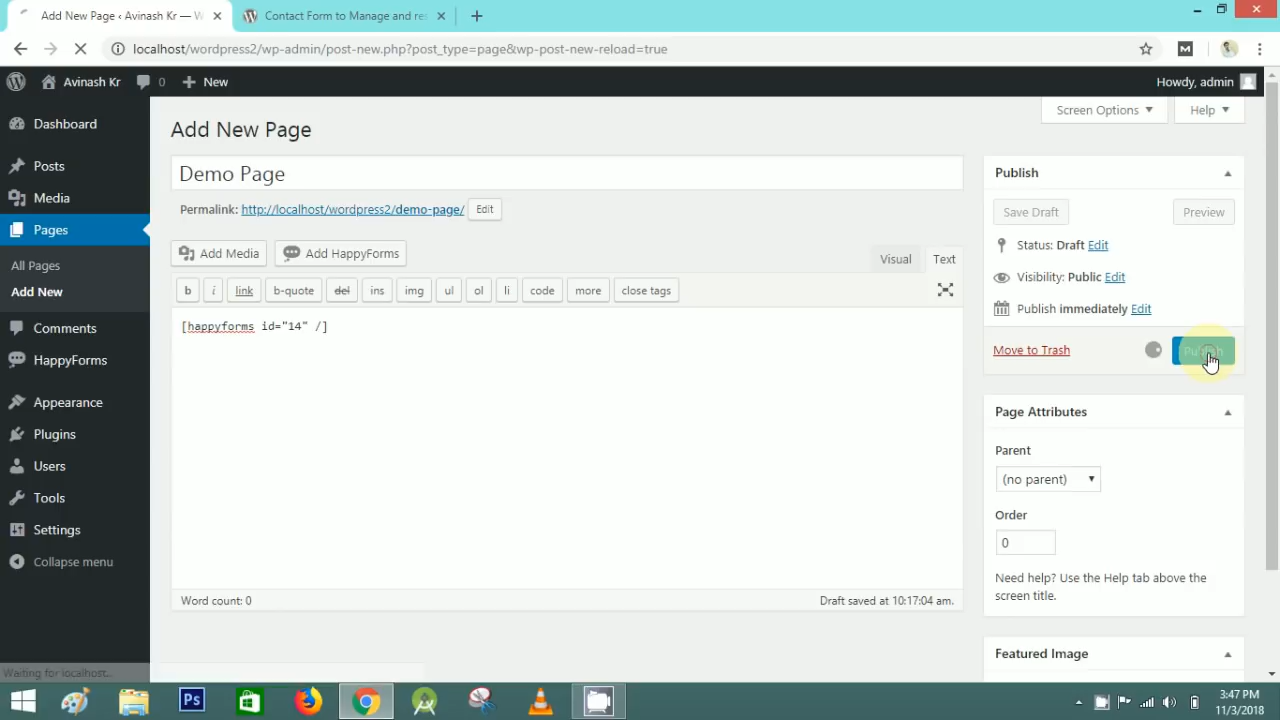 Add New Page ‹ Avinash Kr — W
Contact Form to Manage and res
localhost/wordpress2/wp-admin/post-new.php?post_type=page&wp-post-new-reload=true
Avinash Kr
0
New
Howdy, admin
Screen Options
Help
Dashboard
Posts
Media
Pages
All Pages
Add New
Comments
HappyForms
Appearance
Plugins
Users
Tools
Settings
Collapse menu
Add New Page
Demo Page
Permalink: http://localhost/wordpress2/demo-page/ Edit
Add Media
Add HappyForms
Visual
Text
b
i
link
b-quote
del
ins
img
ul
ol
li
code
more
close tags
[happyforms id="14" /]
Word count: 0
Draft saved at 10:17:04 am.
Publish
Save Draft
Preview
Status: Draft Edit
Visibility: Public Edit
Publish immediately Edit
Move to Trash
Publish
Page Attributes
Parent
(no parent)
Order
0
Need help? Use the Help tab above the
screen title.
Featured Image
Waiting for localhost...
Ps
3:47 PM
11/3/2018